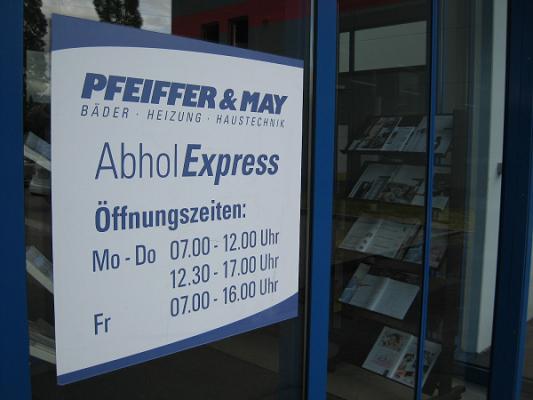 PFEIFFER & MAY
BÄDER · HEIZUNG · HAUSTECHNIK
AbholExpress
Öffnungszeiten:
Mo - Do 07.00 - 12.00 Uhr
12.30 - 17.00 Uhr
Fr 07.00 - 16.00 Uhr